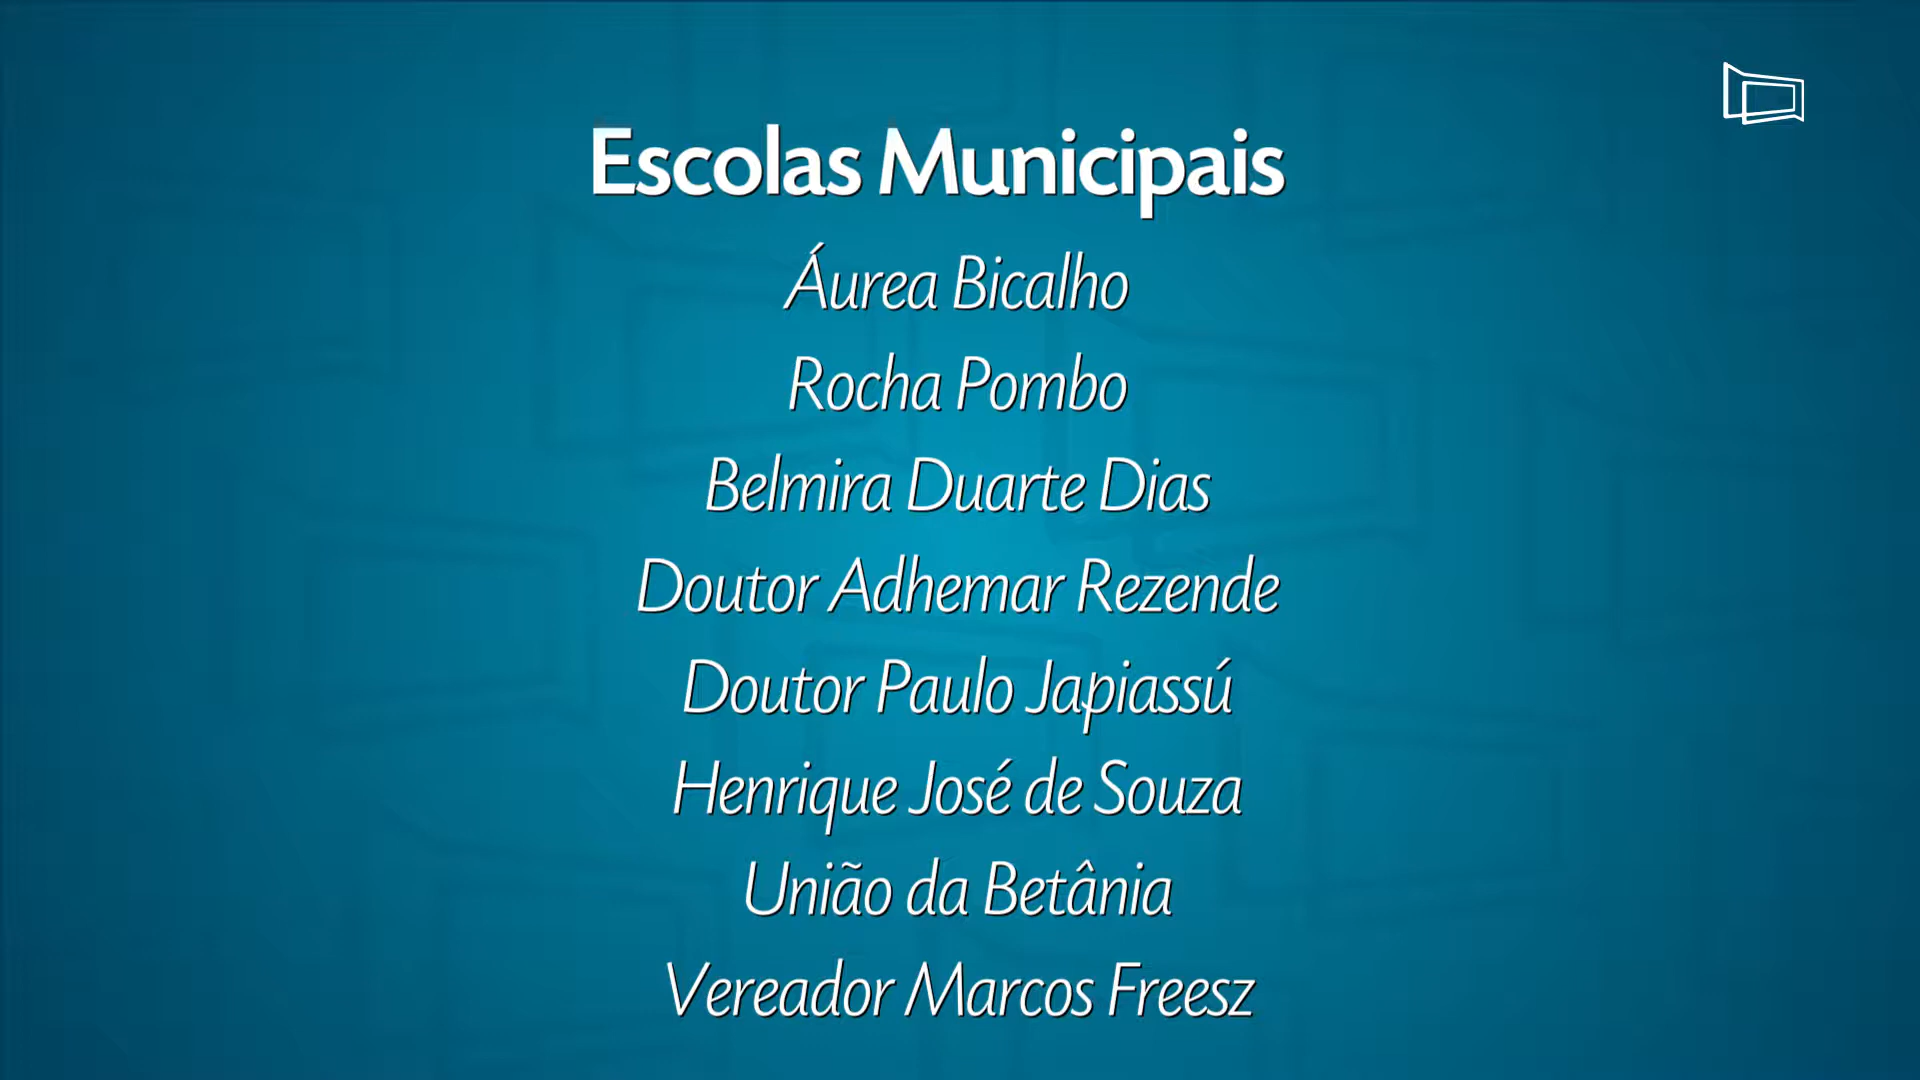 Escolas Municipais
Áurea Bicalho
Rocha Pombo
Belmira Duarte Dias
Doutor Adhemar Rezende
Doutor Paulo Japiassú
Henrique José de Souza
União da Betânia
Vereador Marcos Freesz